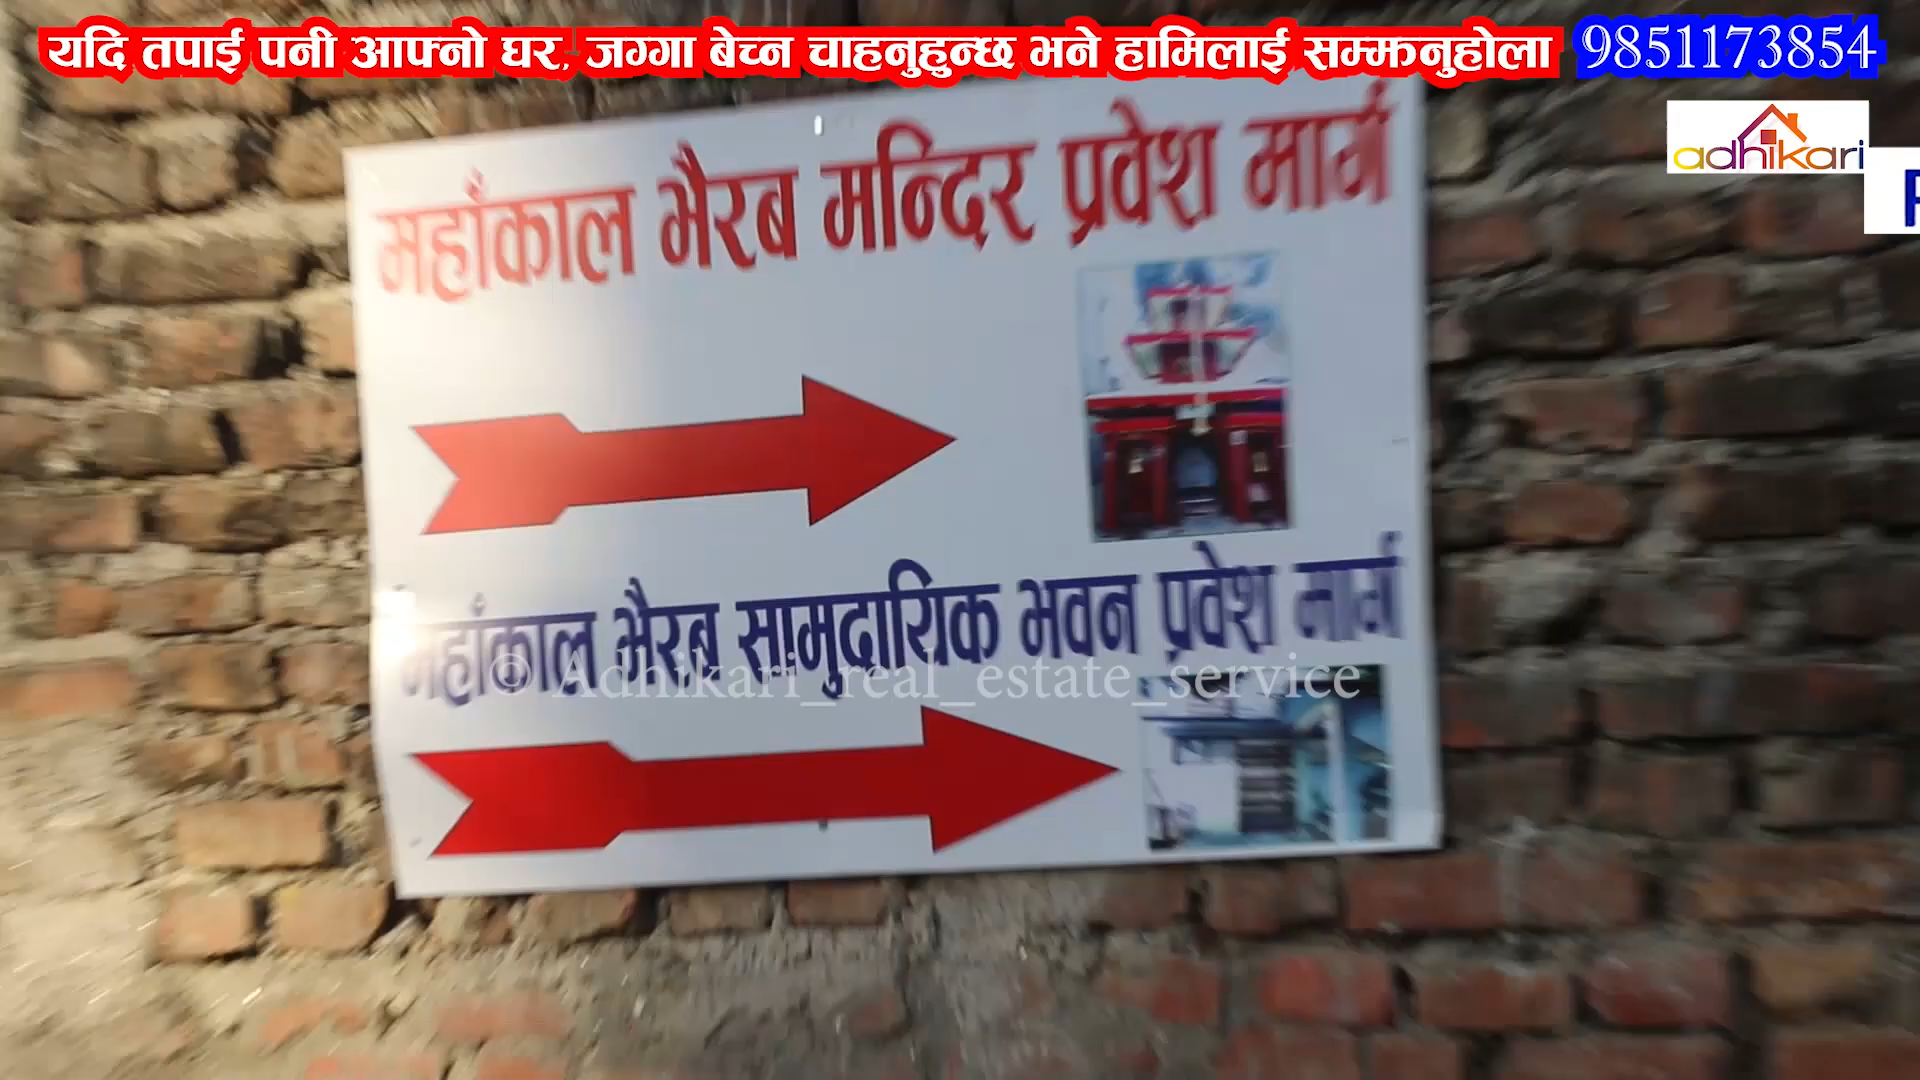 यदि तपाई पनी आफ्नो घर, जग्गा बेच्न चाहनुहुन्छ भने हामिलाई सम्झनुहोला 9851173854
adhikari
महाँकाल भैरब मन्दिर प्रवेश मार्ग
महाँकाल भैरब सामुदायिक भवन प्रवेश मार्ग
© Adhikari_real_estate_service